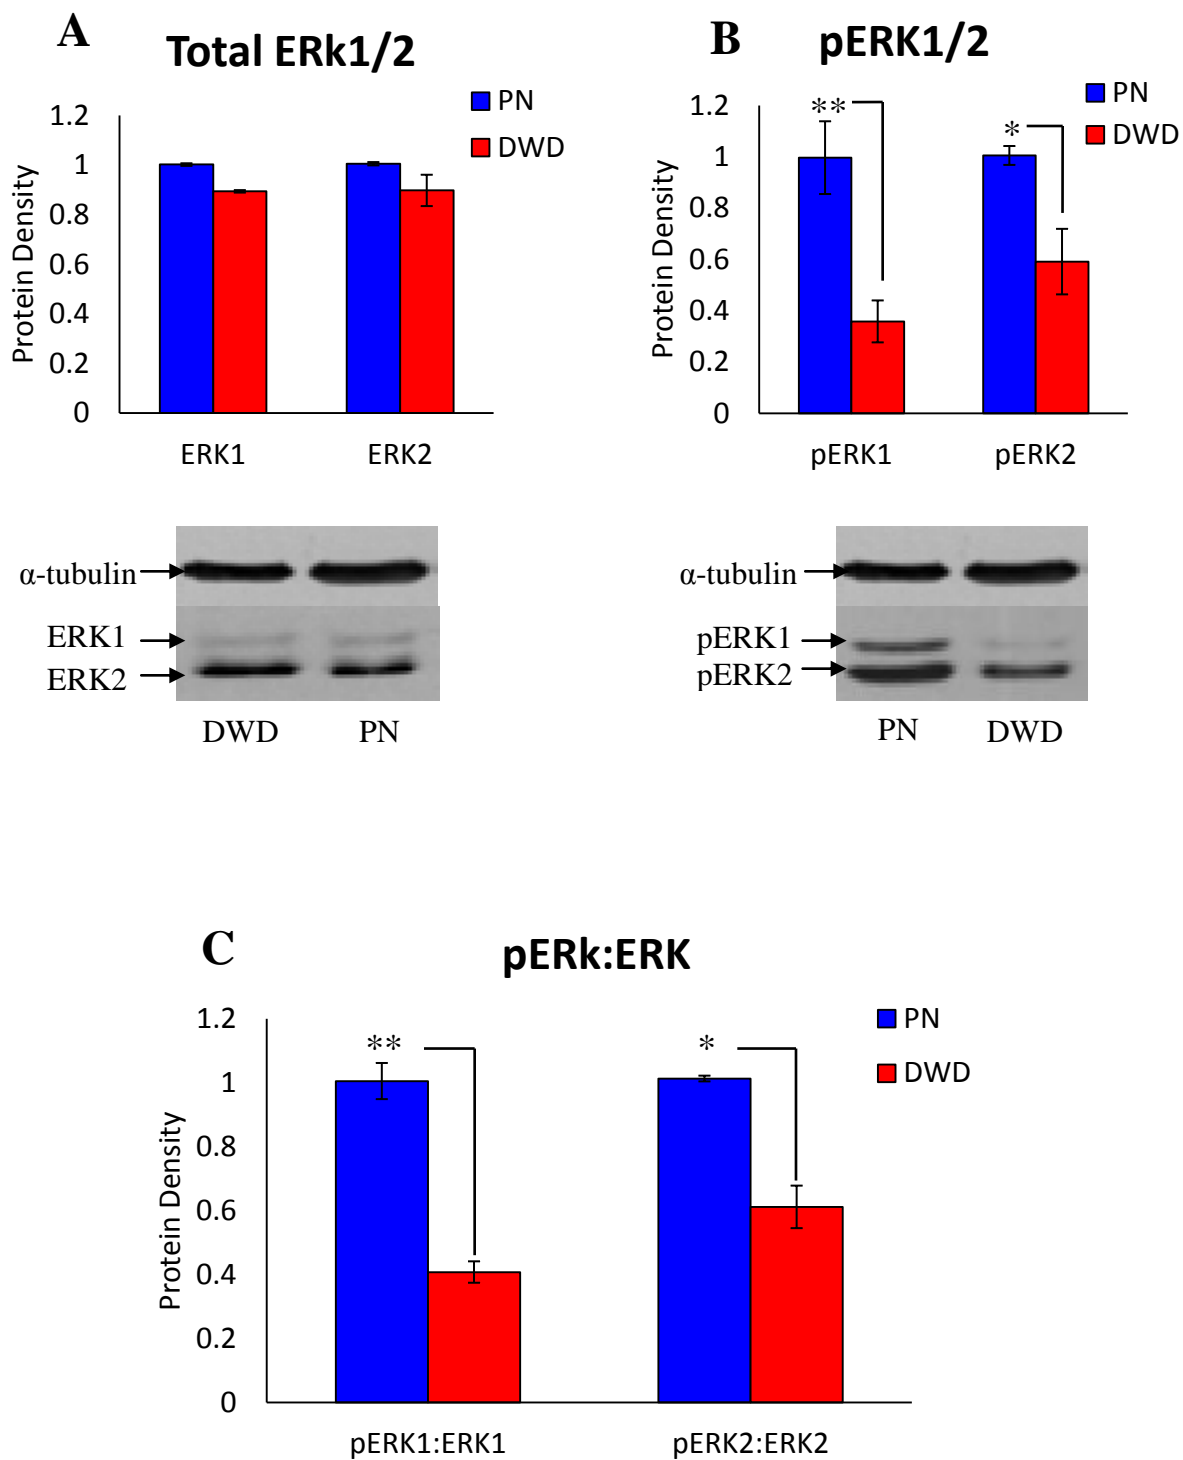 A
Total ERk1/2
PN
DWD
Protein Density
1.2
1
0.8
0.6
0.4
0.2
0
ERK1 ERK2
α-tubulin
ERK1
ERK2
DWD PN
B
pERK1/2
PN
DWD
Protein Density
1.2
1
0.8
0.6
0.4
0.2
0
** *
pERK1 pERK2
α-tubulin
pERK1
pERK2
PN DWD
C
pERk:ERK
PN
DWD
Protein Density
1.2
1
0.8
0.6
0.4
0.2
0
** *
pERK1:ERK1 pERK2:ERK2